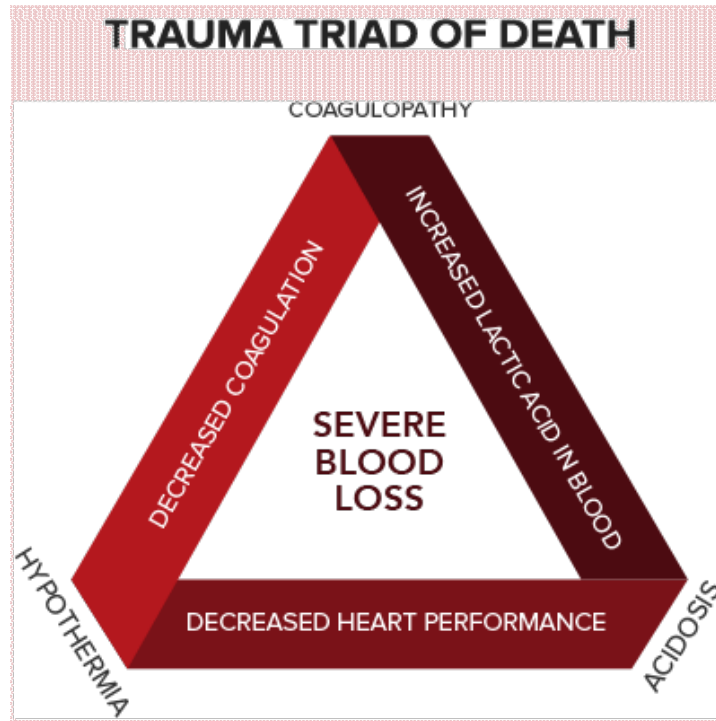 TRAUMA TRIAD OF DEATH
COAGULOPATHY
DECREASED COAGULATION
INCREASED LACTIC ACID IN BLOOD
SEVERE
BLOOD
LOSS
DECREASED HEART PERFORMANCE
HYPOTHERMIA
ACIDOSIS